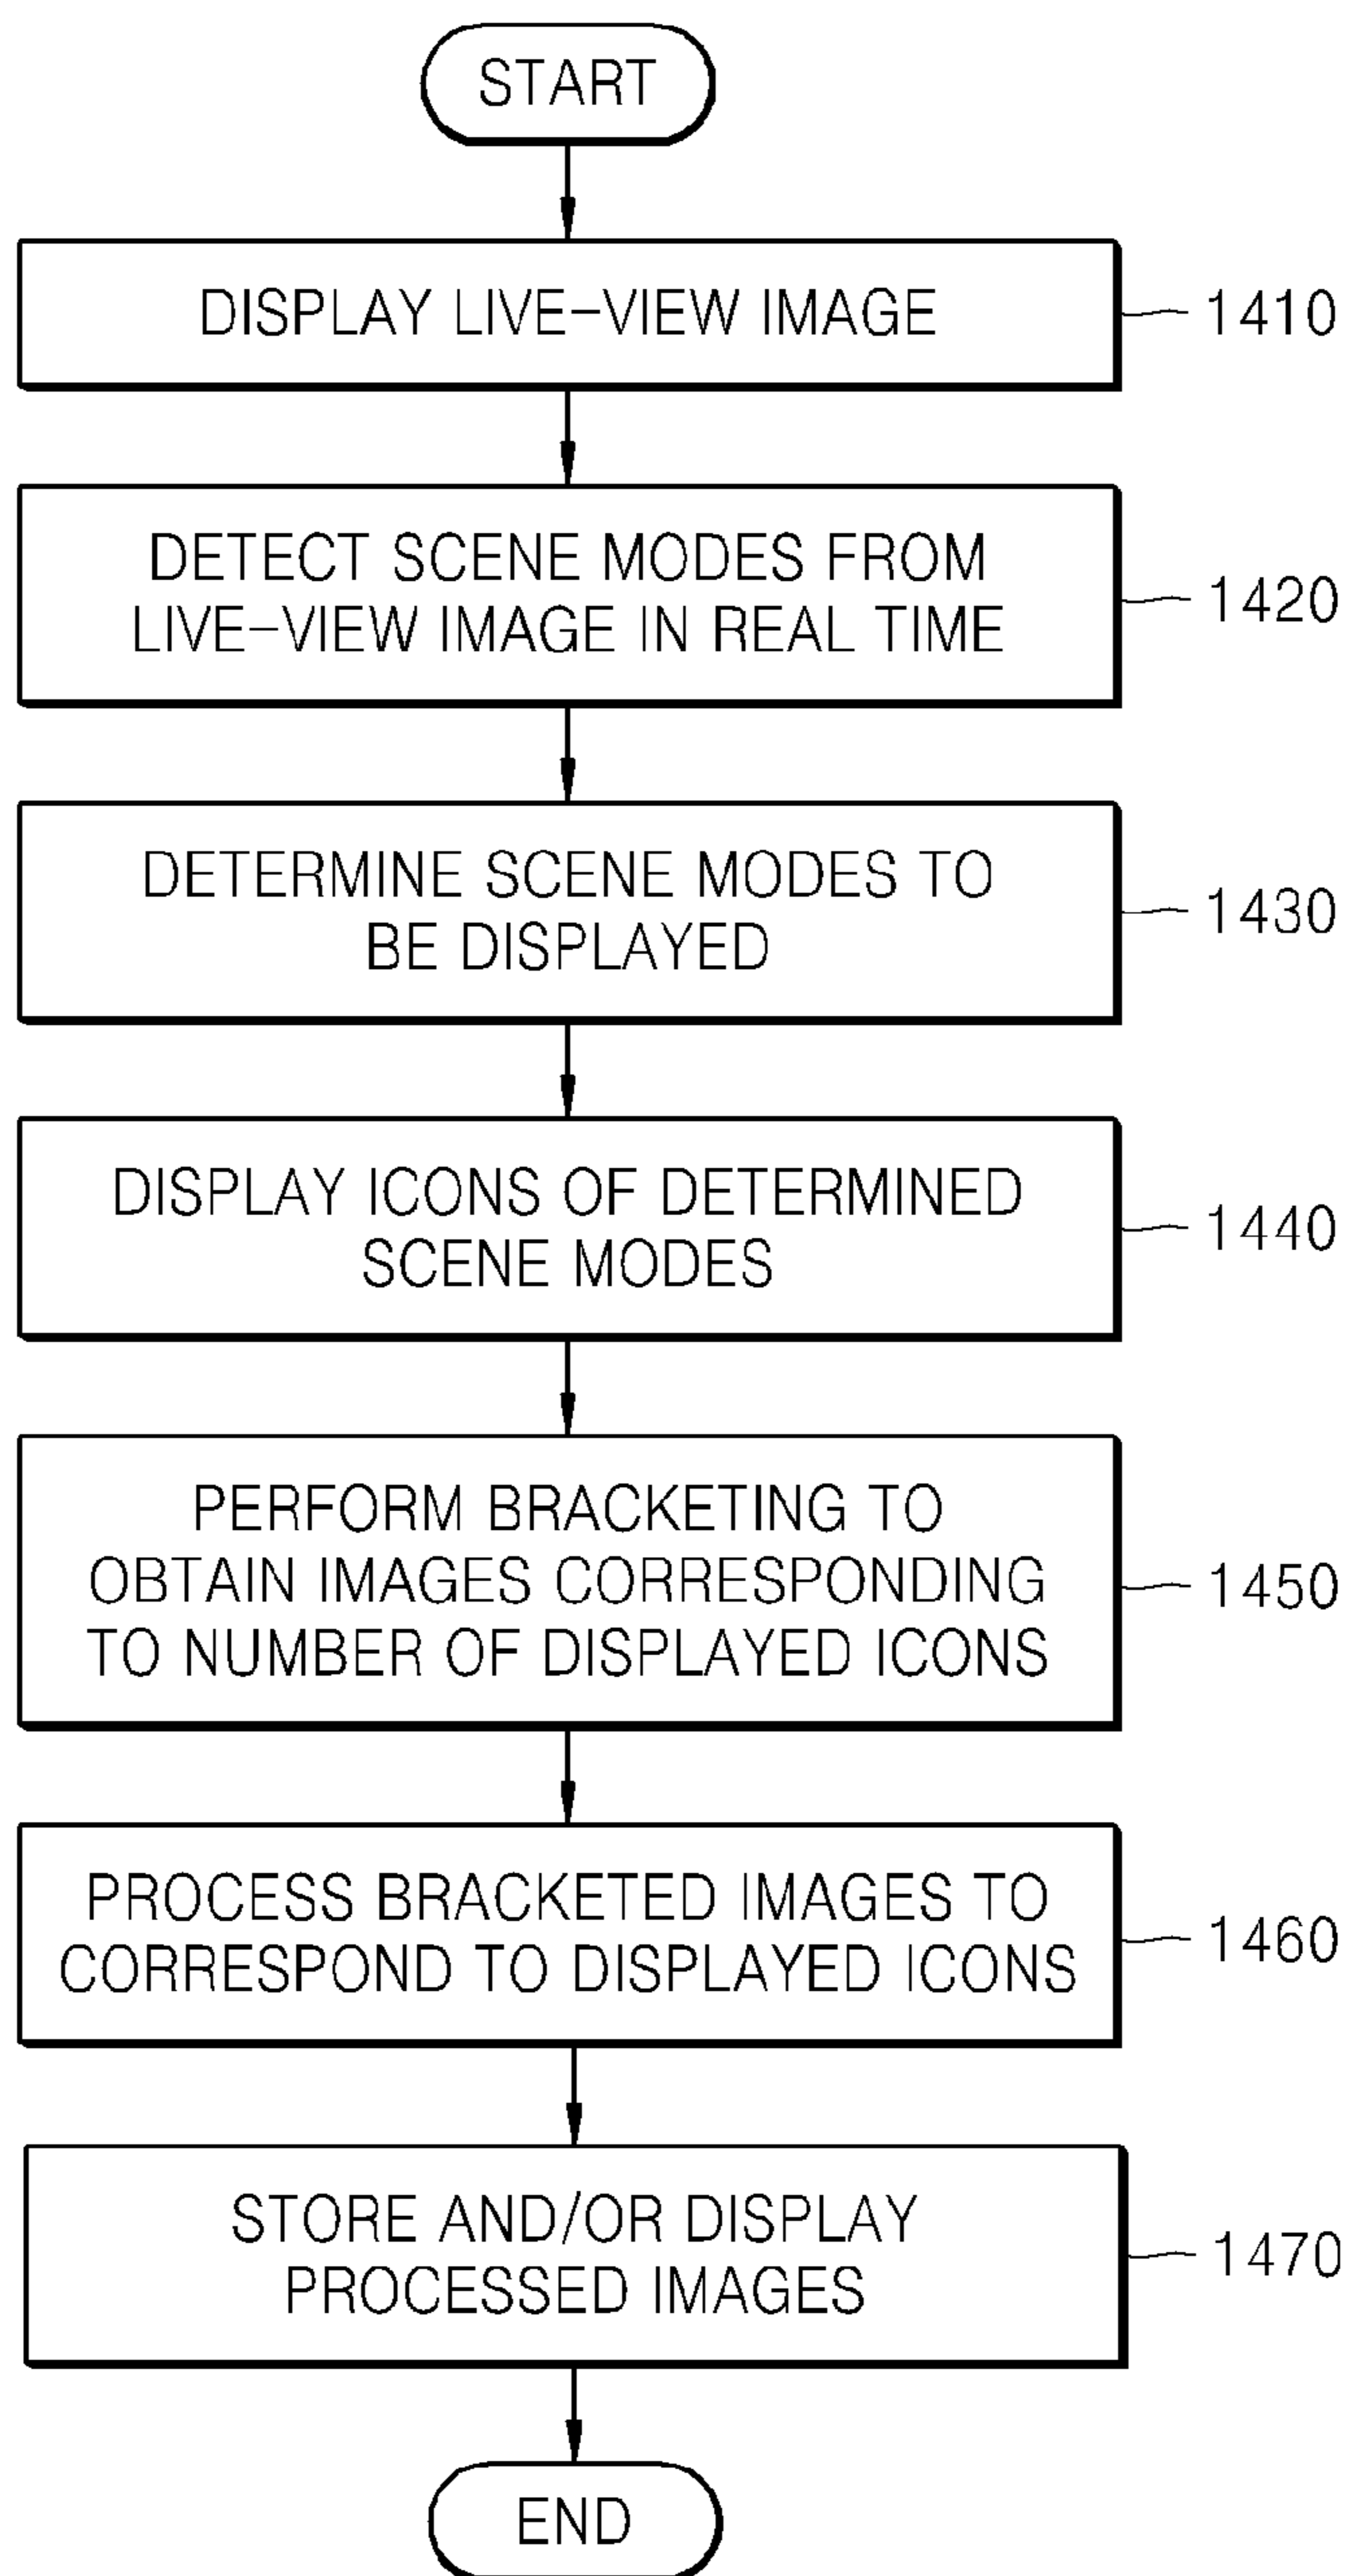 START
DISPLAY LIVE-VIEW IMAGE
1410
DETECT SCENE MODES FROM
LIVE-VIEW IMAGE IN REAL TIME
1420
DETERMINE SCENE MODES TO
BE DISPLAYED
1430
DISPLAY ICONS OF DETERMINED
SCENE MODES
1440
PERFORM BRACKETING TO
OBTAIN IMAGES CORRESPONDING
TO NUMBER OF DISPLAYED ICONS
1450
PROCESS BRACKETED IMAGES TO
CORRESPOND TO DISPLAYED ICONS
1460
STORE AND/OR DISPLAY
PROCESSED IMAGES
1470
END